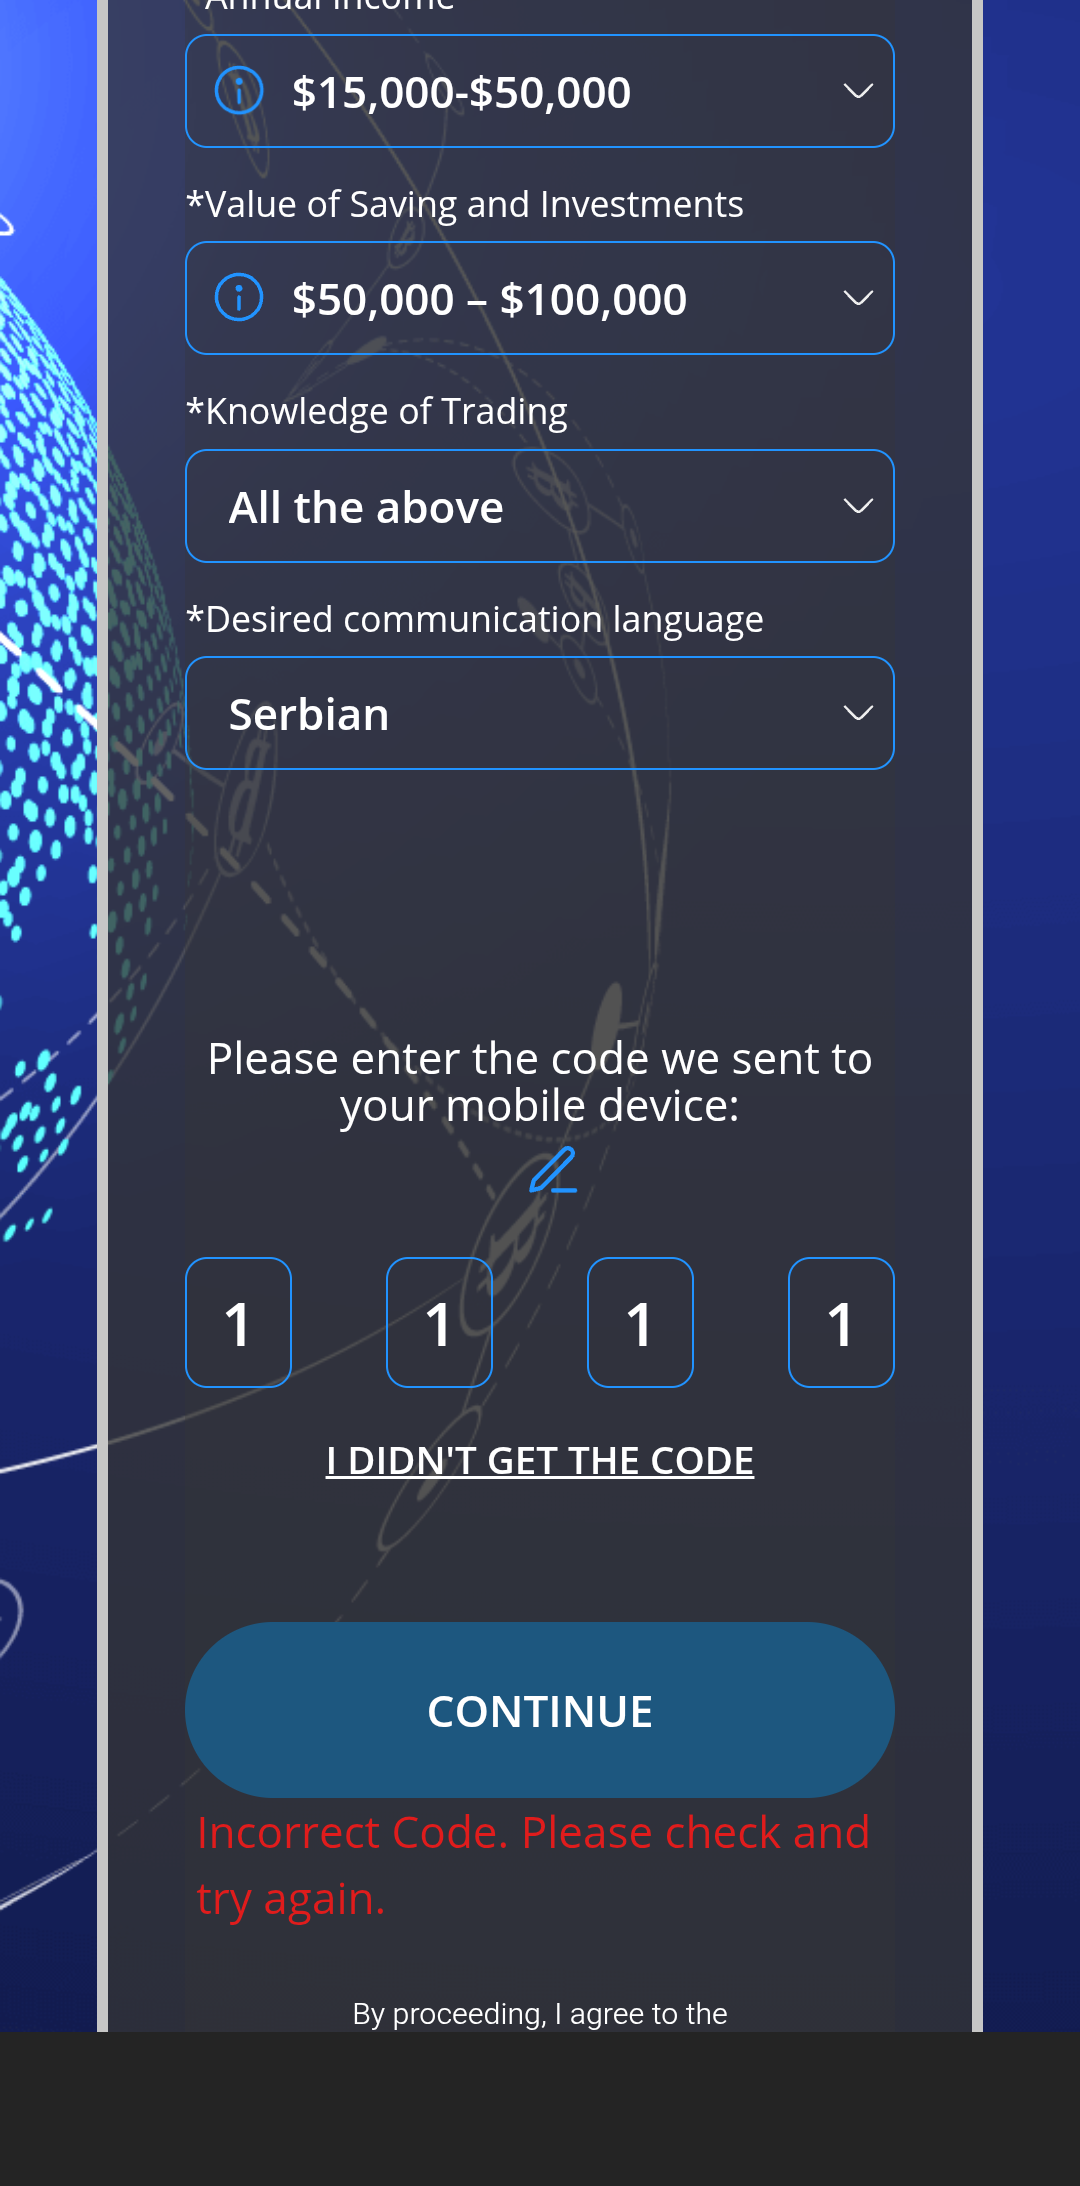 Annual Income
$15,000-$50,000
*Value of Saving and Investments
$50,000 – $100,000
*Knowledge of Trading
All the above
*Desired communication language
Serbian
Please enter the code we sent to
your mobile device:
1 1 1 1
I DIDN'T GET THE CODE
CONTINUE
Incorrect Code. Please check and
try again.
By proceeding, I agree to the